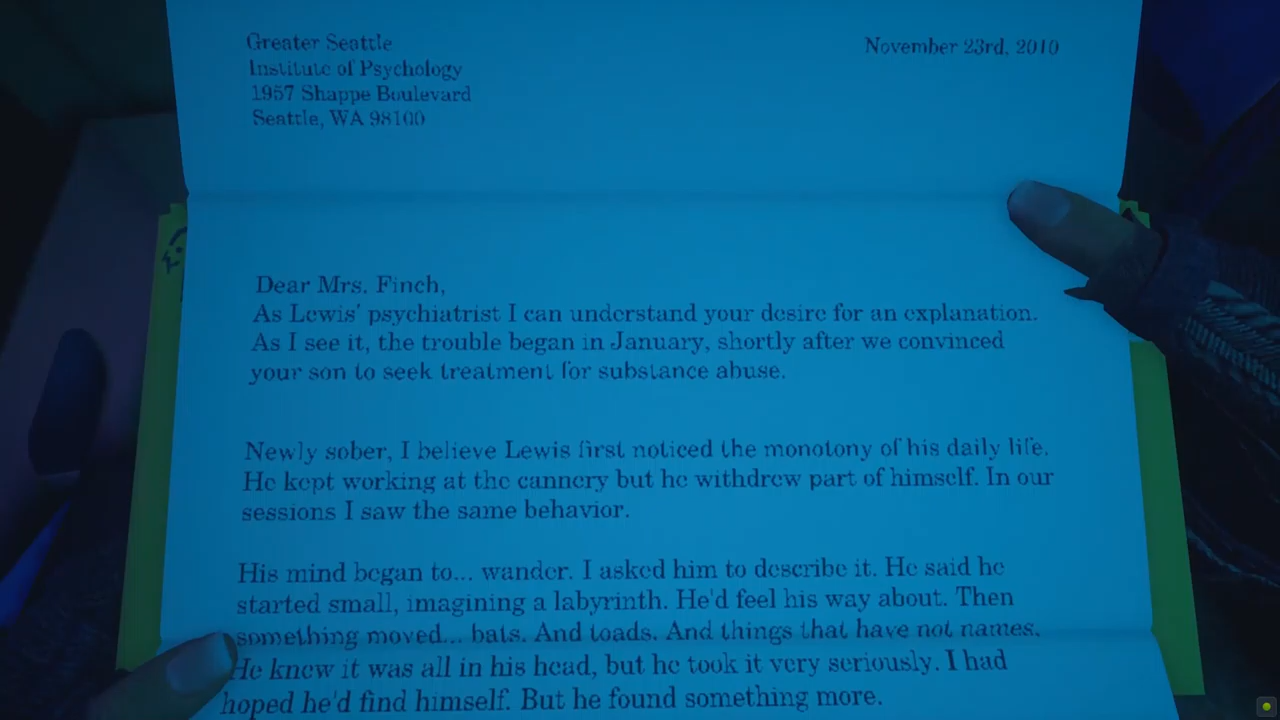 Greater Seattle
Institute of Psychology
1957 Shappe Boulevard
Seattle, WA 98100
November 23rd, 2010
Dear Mrs. Finch,
As Lewis' psychiatrist I can understand your desire for an explanation.
As I see it, the trouble began in January, shortly after we convinced
your son to seek treatment for substance abuse.
Newly sober, I believe Lewis first noticed the monotony of his daily life.
He kept working at the cannery but he withdrew part of himself. In our
sessions I saw the same behavior.
His mind began to... wander. I asked him to describe it. He said he
started small, imagining a labyrinth. He'd feel his way about. Then
something moved... bats. And toads. And things that have not names.
He knew it was all in his head, but he took it very seriously. I had
hoped he'd find himself. But he found something more.